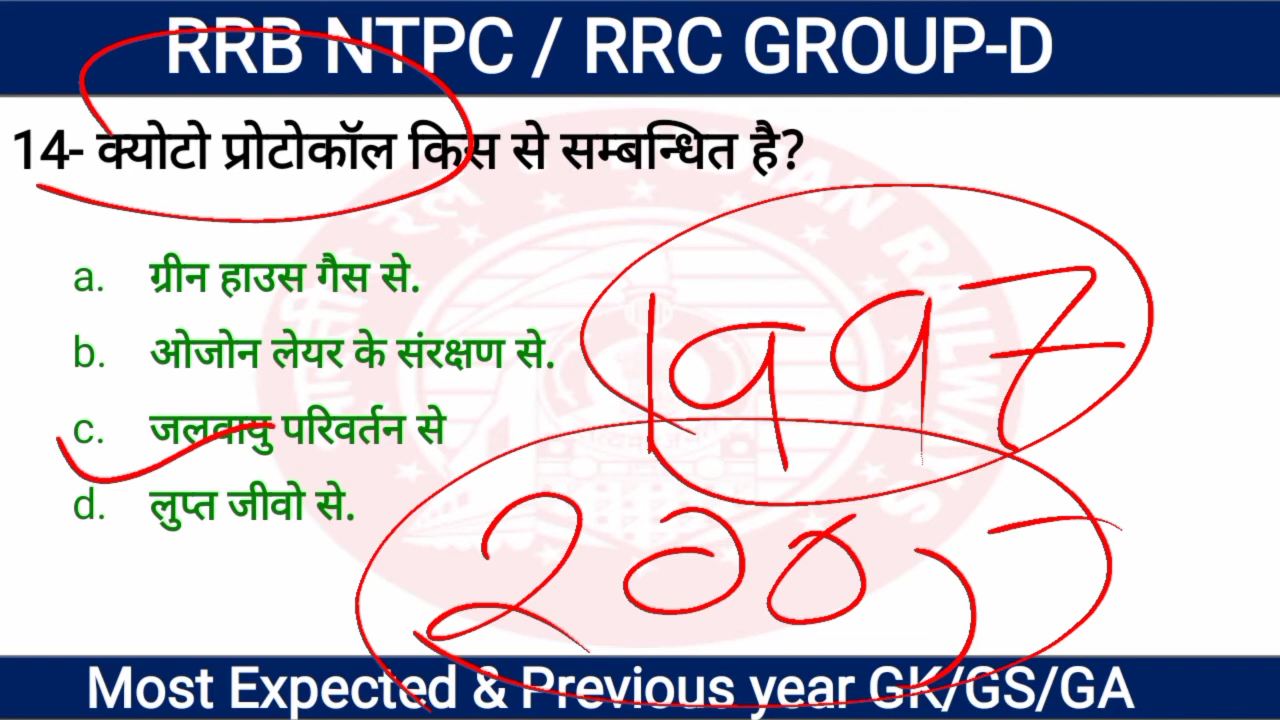 RRB NTPC / RRC GROUP-D
14- क्योटो प्रोटोकॉल किस से सम्बन्धित है?
a. ग्रीन हाउस गैस से.
b. ओजोन लेयर के संरक्षण से.
c. जलवायु परिवर्तन से
d. लुप्त जीवो से.
1997
2005
Most Expected & Previous year GK/GS/GA